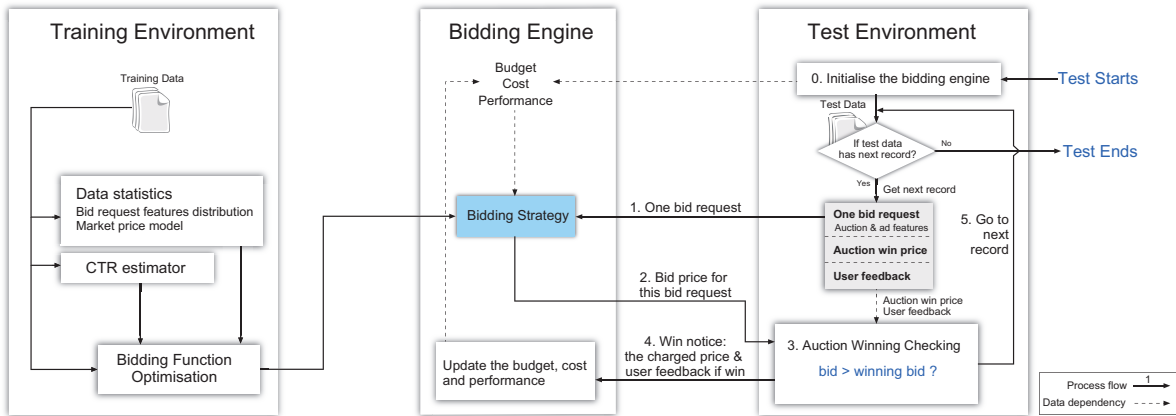 Training Environment
Training Data
Data statistics
Bid request features distribution
Market price model
CTR estimator
Bidding Function
Optimisation
Bidding Engine
Budget
Cost
Performance
Bidding Strategy
Update the budget, cost
and performance
1. One bid request
2. Bid price for
this bid request
4. Win notice:
the charged price &
user feedback if win
Test Environment
0. Initialise the bidding engine
Test Starts
Test Data
If test data
has next record?
No
Test Ends
Yes
Get next record
One bid request
Auction & ad features
Auction win price
User feedback
5. Go to
next
record
Auction win price
User feedback
3. Auction Winning Checking
bid > winning bid ?
1
Process flow
Data dependency